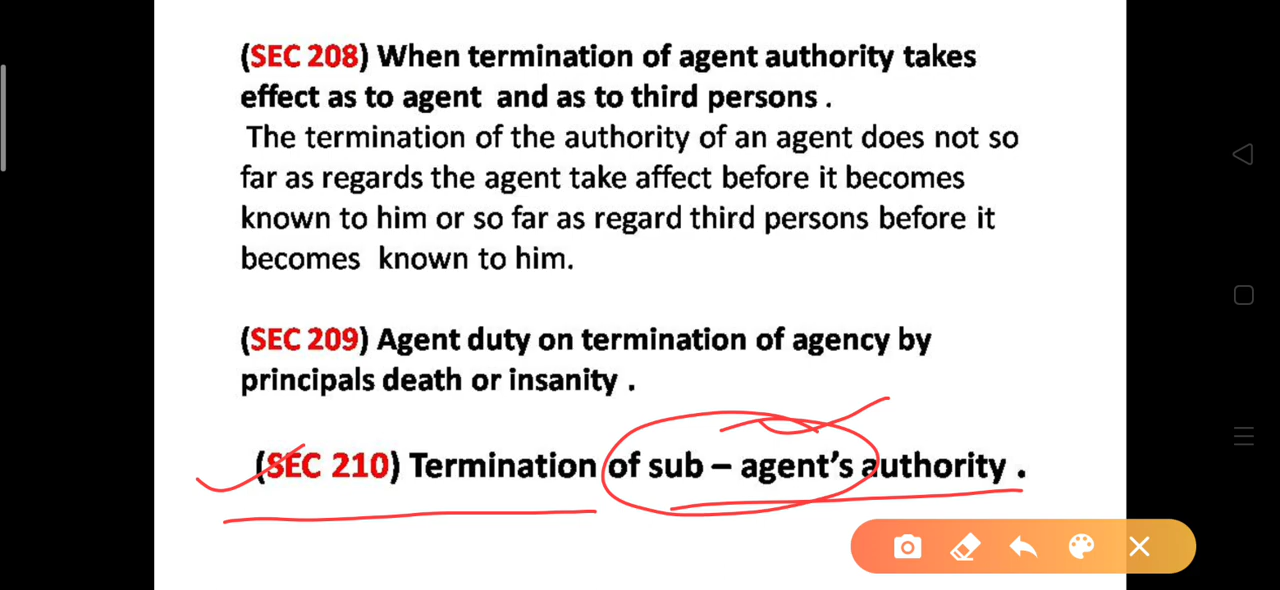 (SEC 208) When termination of agent authority takes
effect as to agent and as to third persons .
The termination of the authority of an agent does not so
far as regards the agent take affect before it becomes
known to him or so far as regard third persons before it
becomes known to him.
(SEC 209) Agent duty on termination of agency by
principals death or insanity .
(SEC 210) Termination of sub – agent's authority .